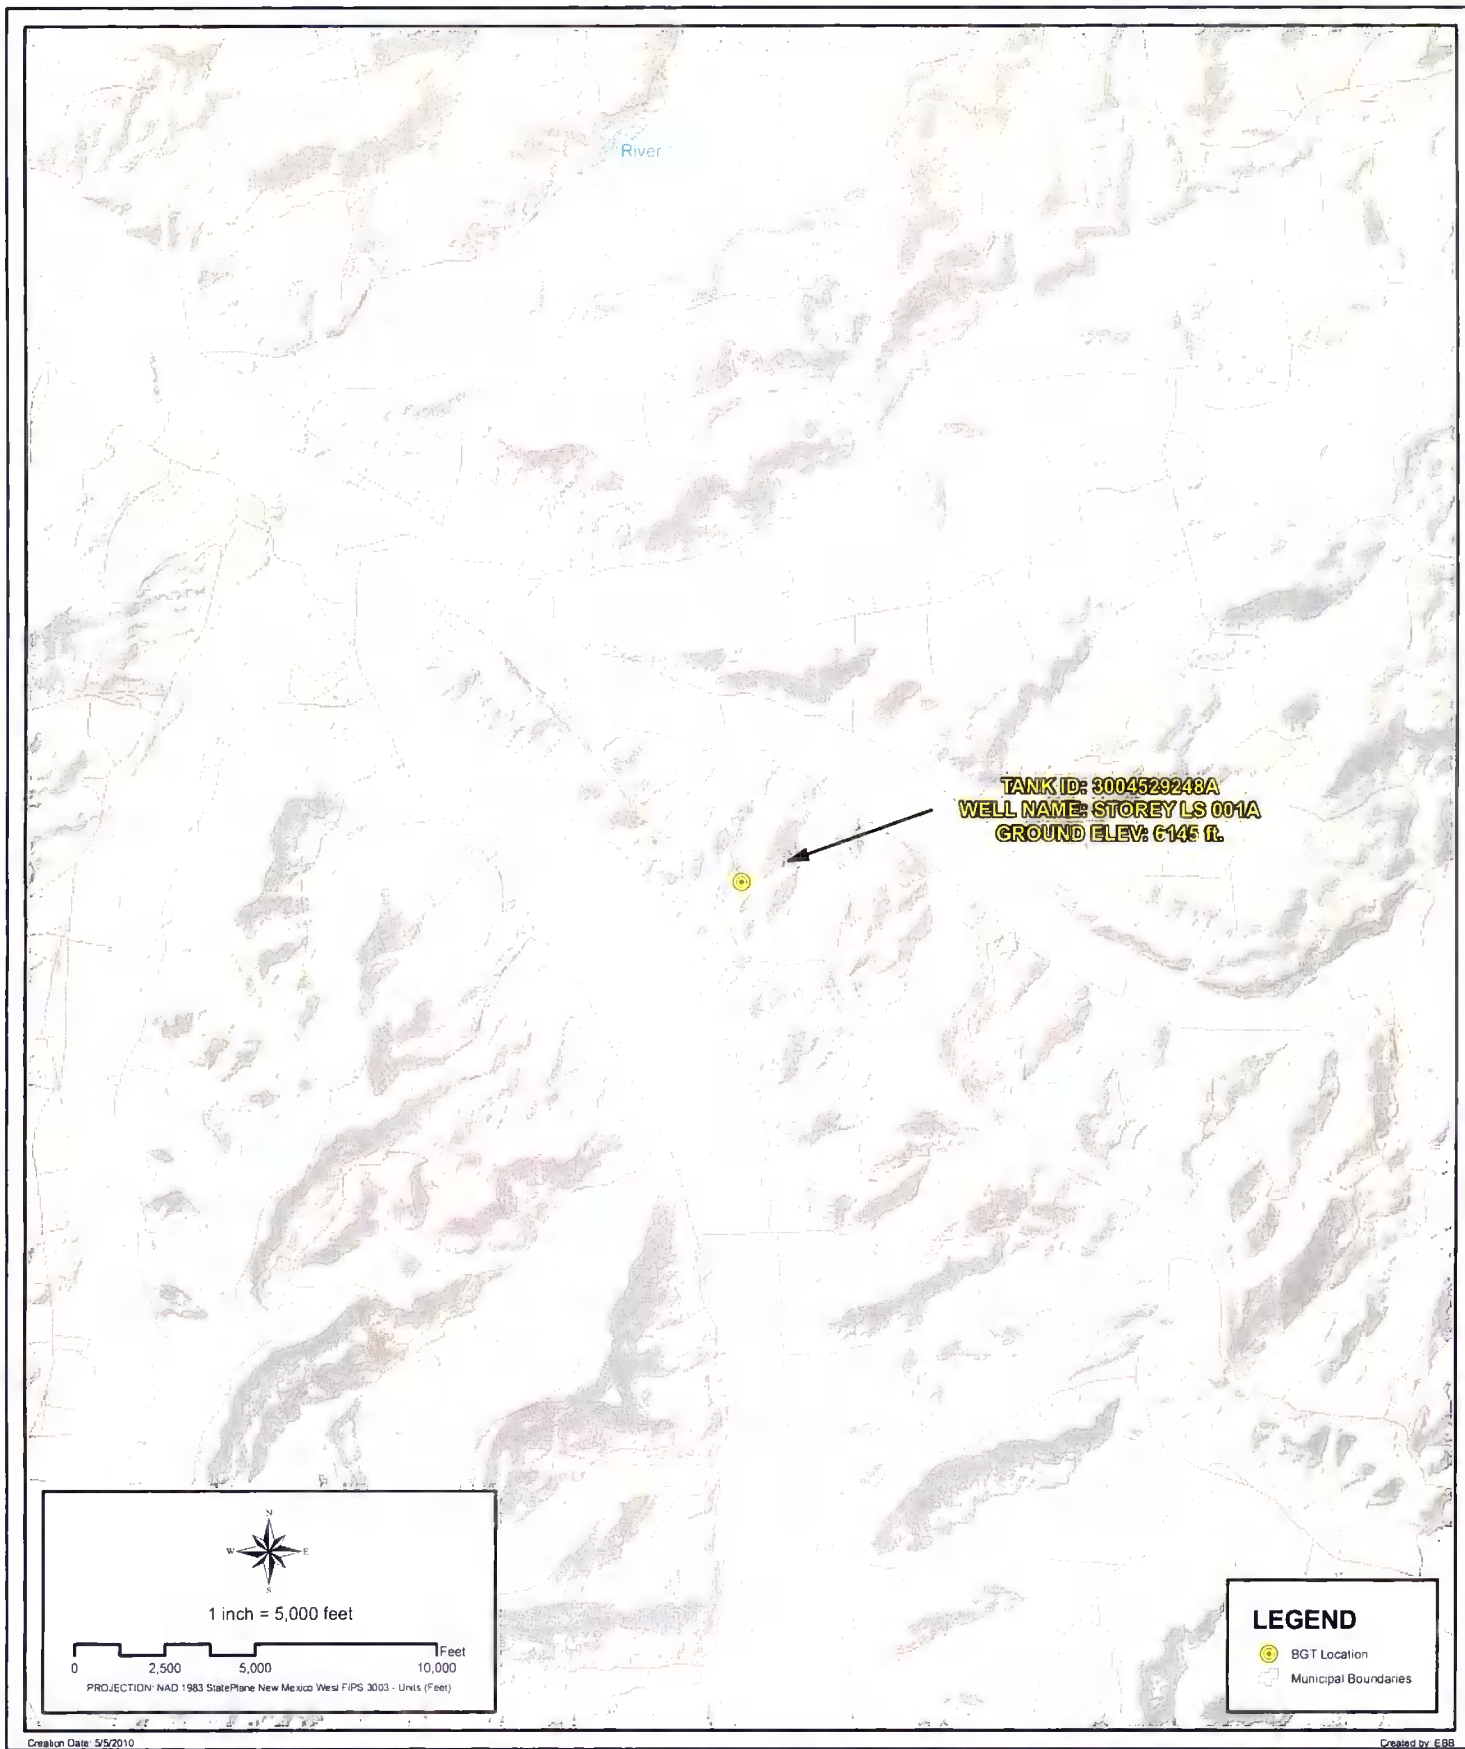 River
TANK ID: 3004529248A
WELL NAME: STOREY LS 001A
GROUND ELEV: 6145 ft.
N
W E
S
1 inch = 5,000 feet
Feet
0 2,500 5,000 10,000
PROJECTION: NAD 1983 StatePlane New Mexico West FIPS 3003 - Units (Feet)
LEGEND
BGT Location
Municipal Boundaries
Creation Date: 5/5/2010
Created by: EBB